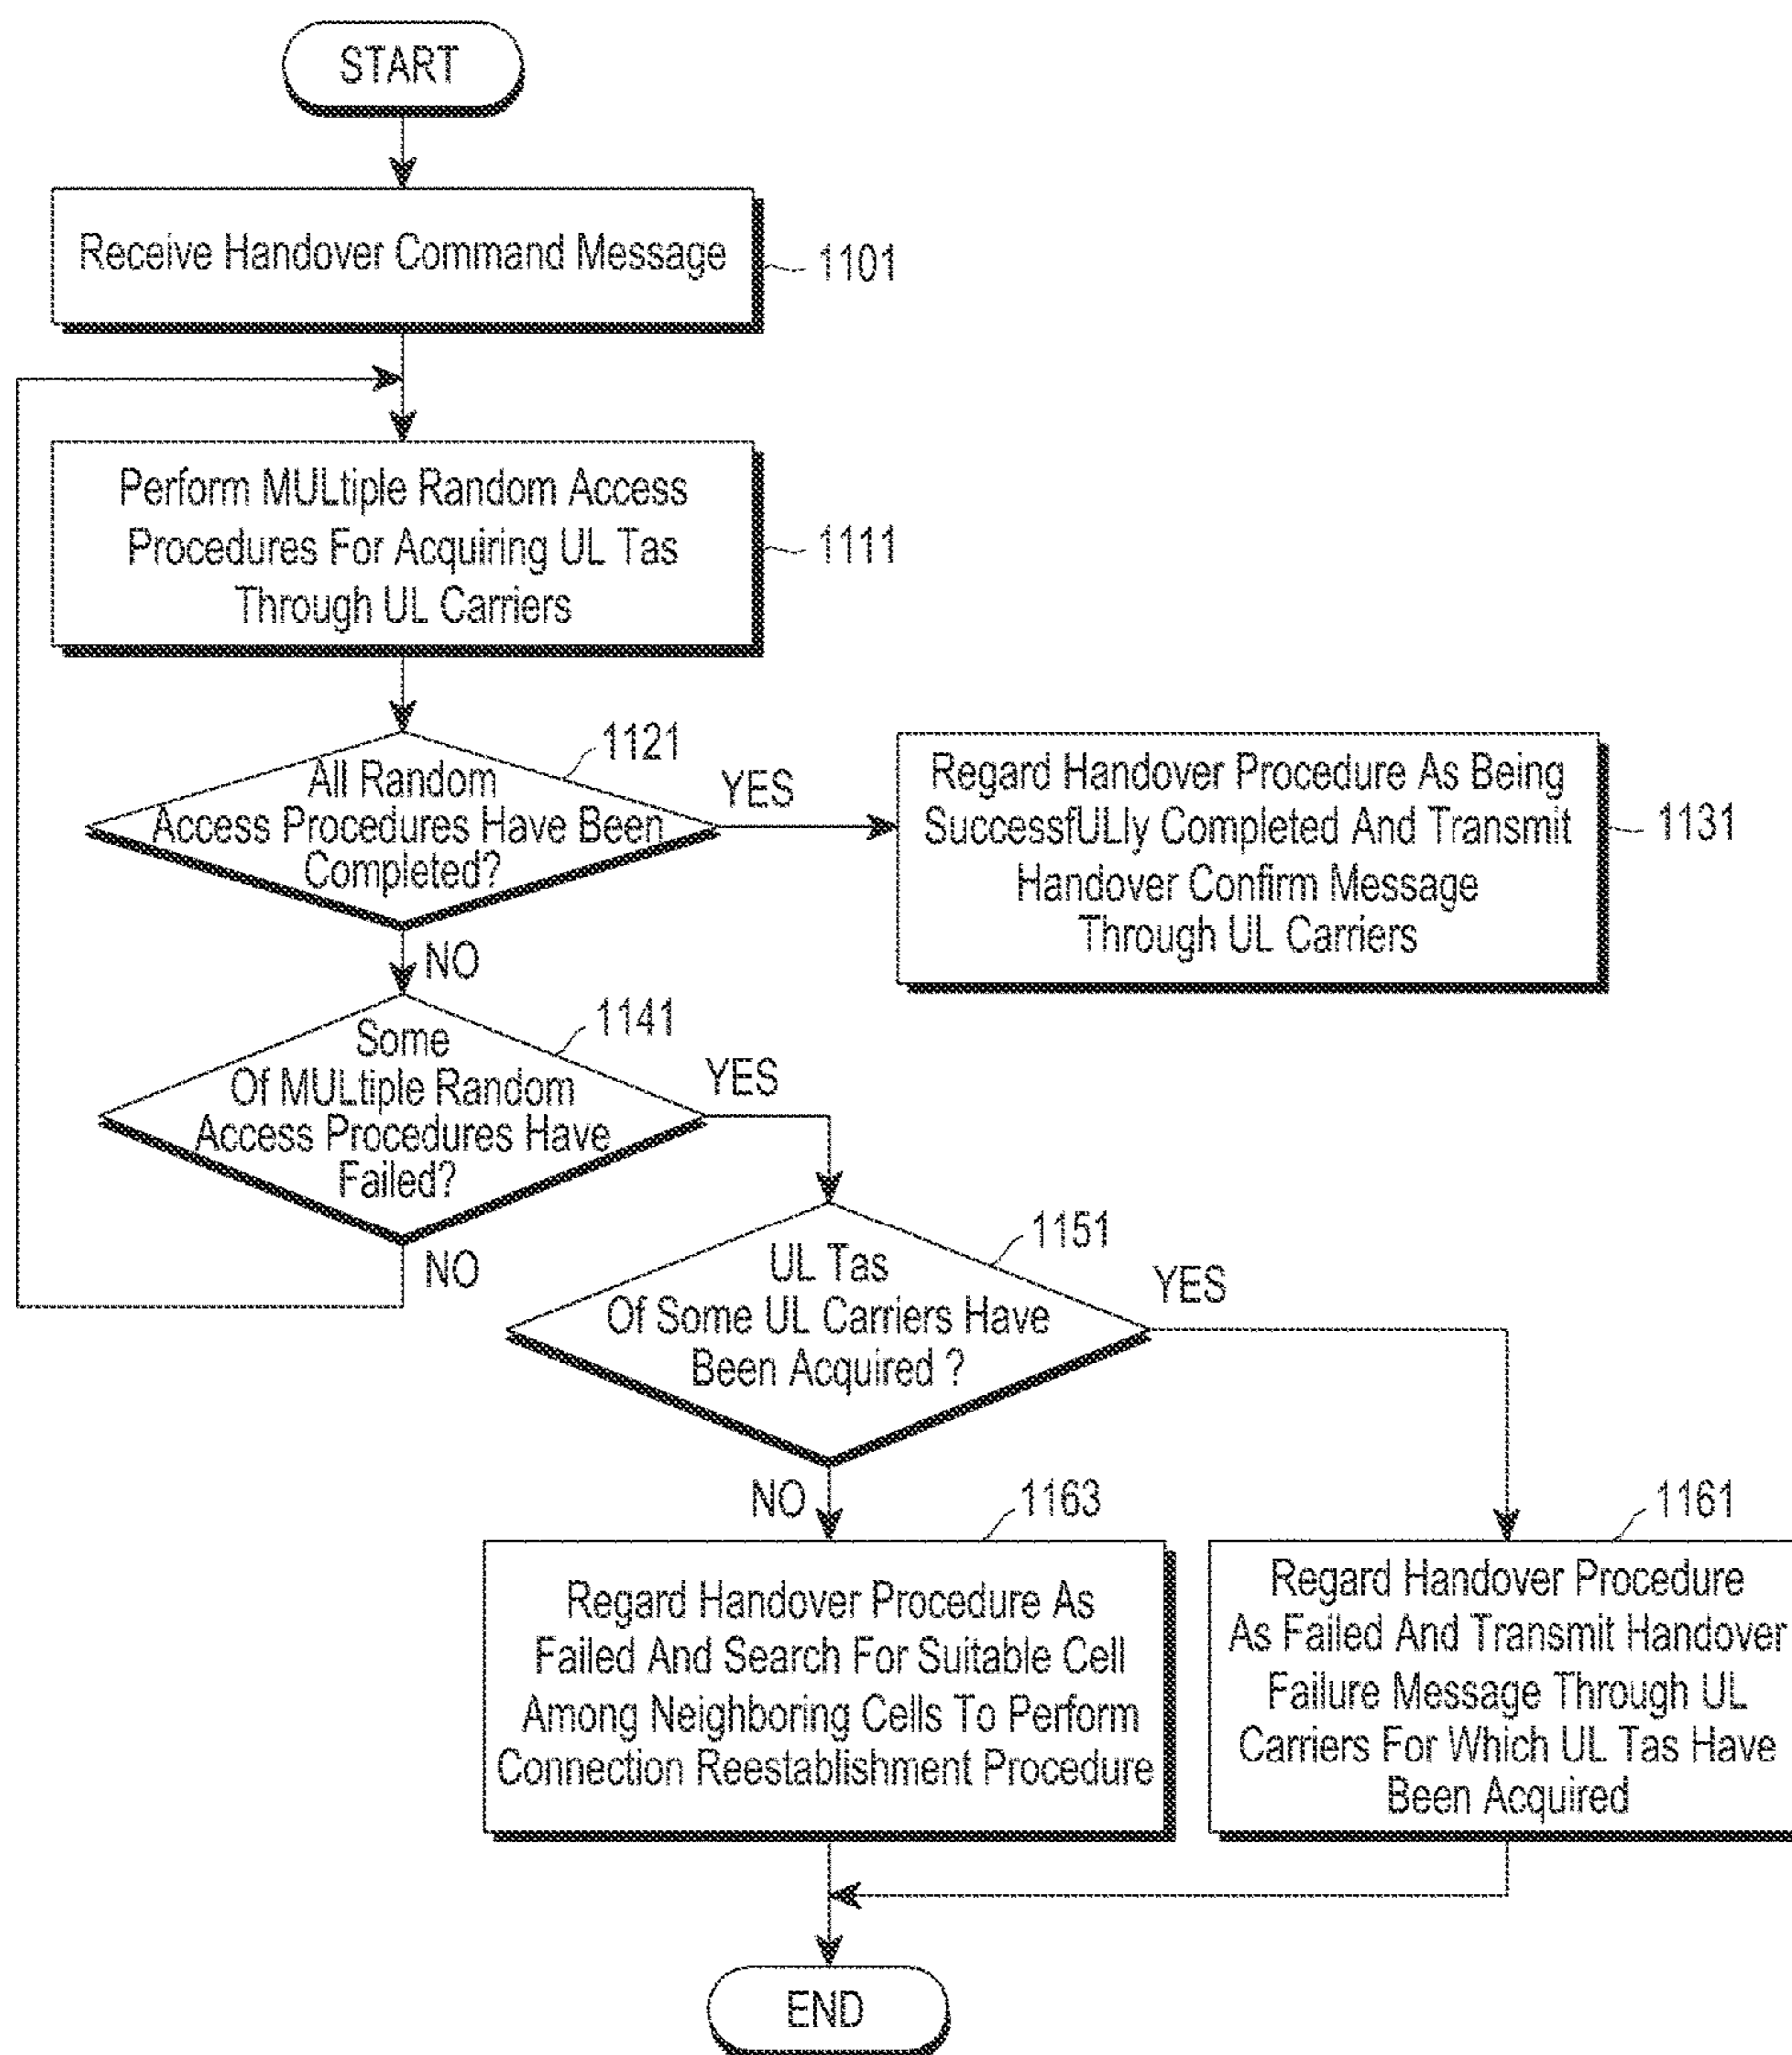 START
Receive Handover Command Message
1101
Perform MULtiple Random Access
Procedures For Acquiring UL Tas
Through UL Carriers
1111
1121
All Random
Access Procedures Have Been
Completed?
YES
Regard Handover Procedure As Being
SuccessfULly Completed And Transmit
Handover Confirm Message
Through UL Carriers
1131
NO
1141
Some
Of MULtiple Random
Access Procedures Have
Failed?
YES
NO
1151
UL Tas
Of Some UL Carriers Have
Been Acquired ?
YES
NO
1163
Regard Handover Procedure As
Failed And Search For Suitable Cell
Among Neighboring Cells To Perform
Connection Reestablishment Procedure
1161
Regard Handover Procedure
As Failed And Transmit Handover
Failure Message Through UL
Carriers For Which UL Tas Have
Been Acquired
END